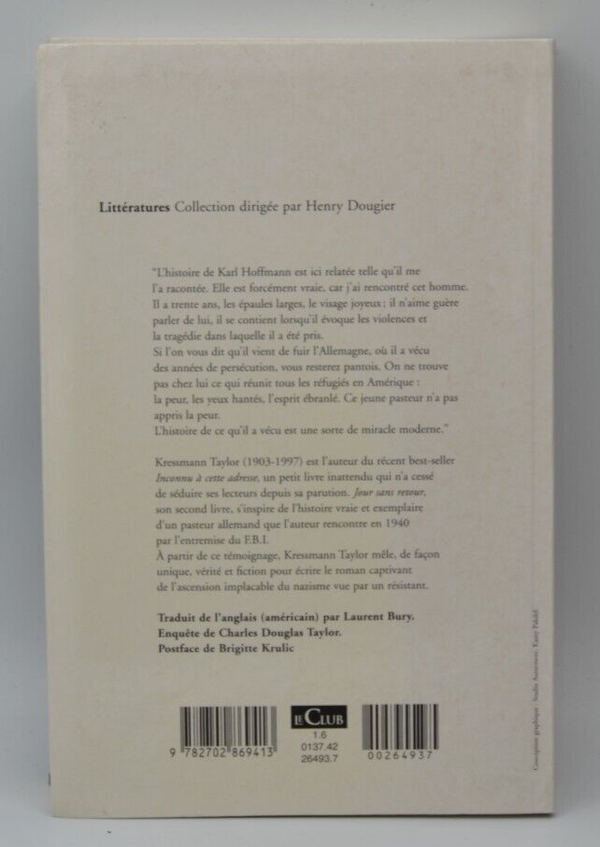 Littératures Collection dirigée par Henry Dougier
"L'histoire de Karl Hoffmann est ici relatée telle qu'il me
l'a racontée. Elle est forcément vraie, car j'ai rencontré cet homme.
Il a trente ans, les épaules larges, le visage joyeux ; il n'aime guère
parler de lui, il se contient lorsqu'il évoque les violences et
la tragédie dans laquelle il a été pris.
Si l'on vous dit qu'il vient de fuir l'Allemagne, où il a vécu
des années de persécution, vous resterez pantois. On ne trouve
pas chez lui ce qui réunit tous les réfugiés en Amérique :
la peur, les yeux hantés, l'esprit ébranlé. Ce jeune pasteur n'a pas
appris la peur.
L'histoire de ce qu'il a vécu est une sorte de miracle moderne."
Kressmann Taylor (1903-1997) est l'auteur du récent best-seller
Inconnu à cette adresse, un petit livre inattendu qui n'a cessé
de séduire ses lecteurs depuis sa parution. Jour sans retour,
son second livre, s'inspire de l'histoire vraie et exemplaire
d'un pasteur allemand que l'auteur rencontre en 1940
par l'entremise du F.B.I.
À partir de ce témoignage, Kressmann Taylor mêle, de façon
unique, vérité et fiction pour écrire le roman captivant
de l'ascension implacable du nazisme vue par un résistant.
Traduit de l'anglais (américain) par Laurent Bury.
Enquête de Charles Douglas Taylor.
Postface de Brigitte Krulic
LE CLUB
1.6
0137.42
26493.7
9 782702 869413
00264937
Conception graphique : Studio Autrement.